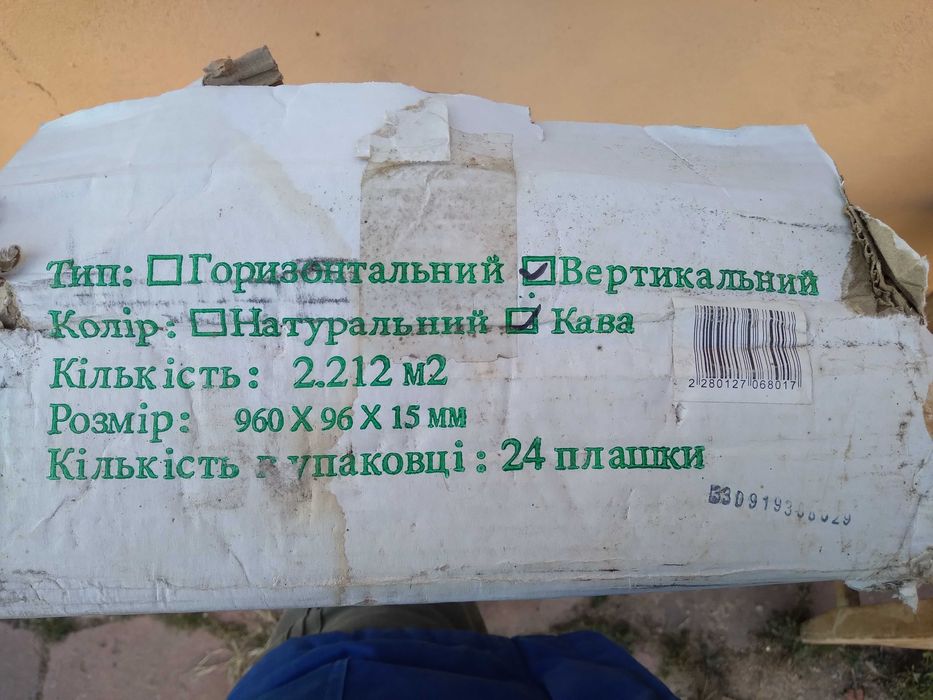 Тип: Горизонтальний Вертикальний
Колір: Натуральний Кава
Кількість: 2.212 м2
Розмір: 960 X 96 X 15 мм
Кількість в упаковці: 24 плашки
2 280127 068017